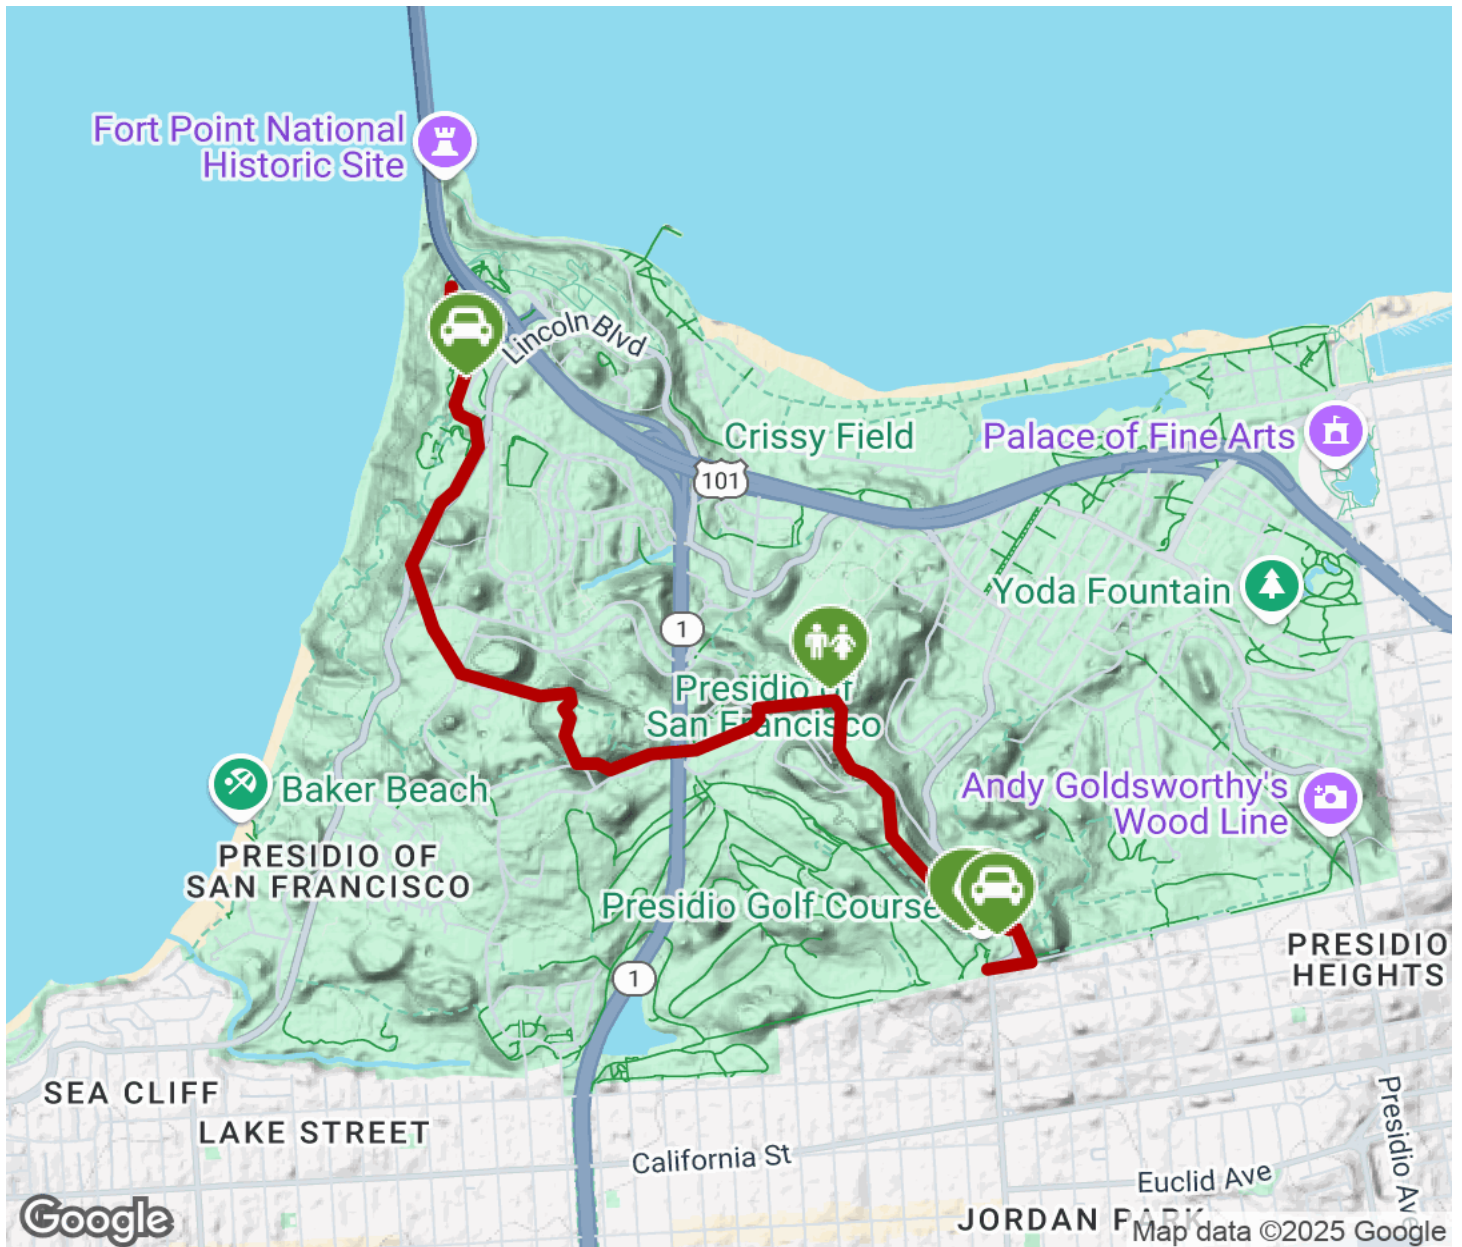 Fort Point National
Historic Site
Lincoln Blvd
Crissy Field
Palace of Fine Arts
101
Yoda Fountain
1
Presidio of
San Francisco
Baker Beach
Andy Goldsworthy's
Wood Line
PRESIDIO OF
SAN FRANCISCO
Presidio Golf Course
PRESIDIO
HEIGHTS
1
SEA CLIFF
LAKE STREET
California St
Presidio Av
Euclid Ave
JORDAN PARK
Google
Map data ©2025 Google